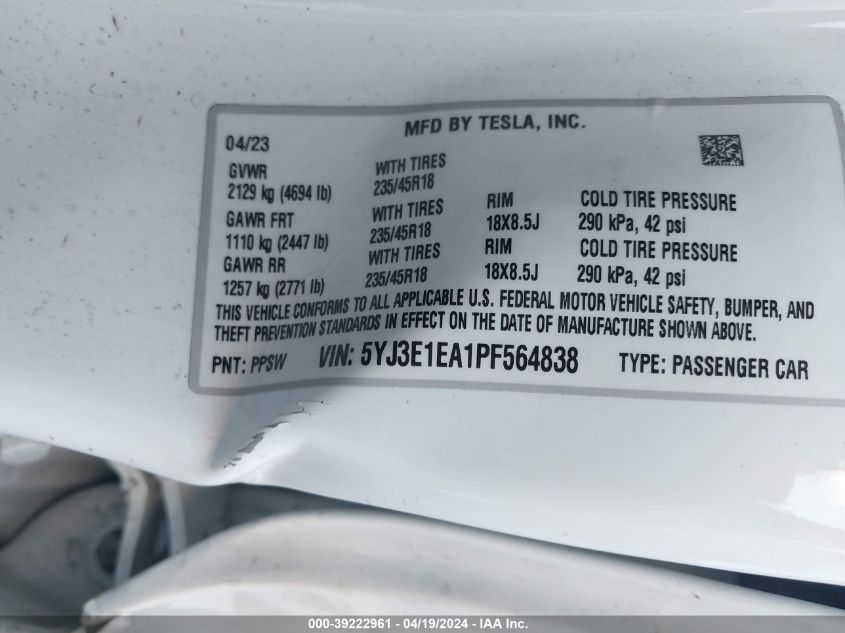 MFD BY TESLA, INC.
04/23
GVWR WITH TIRES
2129 kg (4694 lb) 235/45R18
GAWR FRT WITH TIRES RIM COLD TIRE PRESSURE
1110 kg (2447 lb) 235/45R18 18X8.5J 290 kPa, 42 psi
GAWR RR WITH TIRES RIM COLD TIRE PRESSURE
1257 kg (2771 lb) 235/45R18 18X8.5J 290 kPa, 42 psi
THIS VEHICLE CONFORMS TO ALL APPLICABLE U.S. FEDERAL MOTOR VEHICLE SAFETY, BUMPER, AND
THEFT PREVENTION STANDARDS IN EFFECT ON THE DATE OF MANUFACTURE SHOWN ABOVE.
PNT: PPSW VIN: 5YJ3E1EA1PF564838 TYPE: PASSENGER CAR
000-39222961 - 04/19/2024 - IAA Inc.